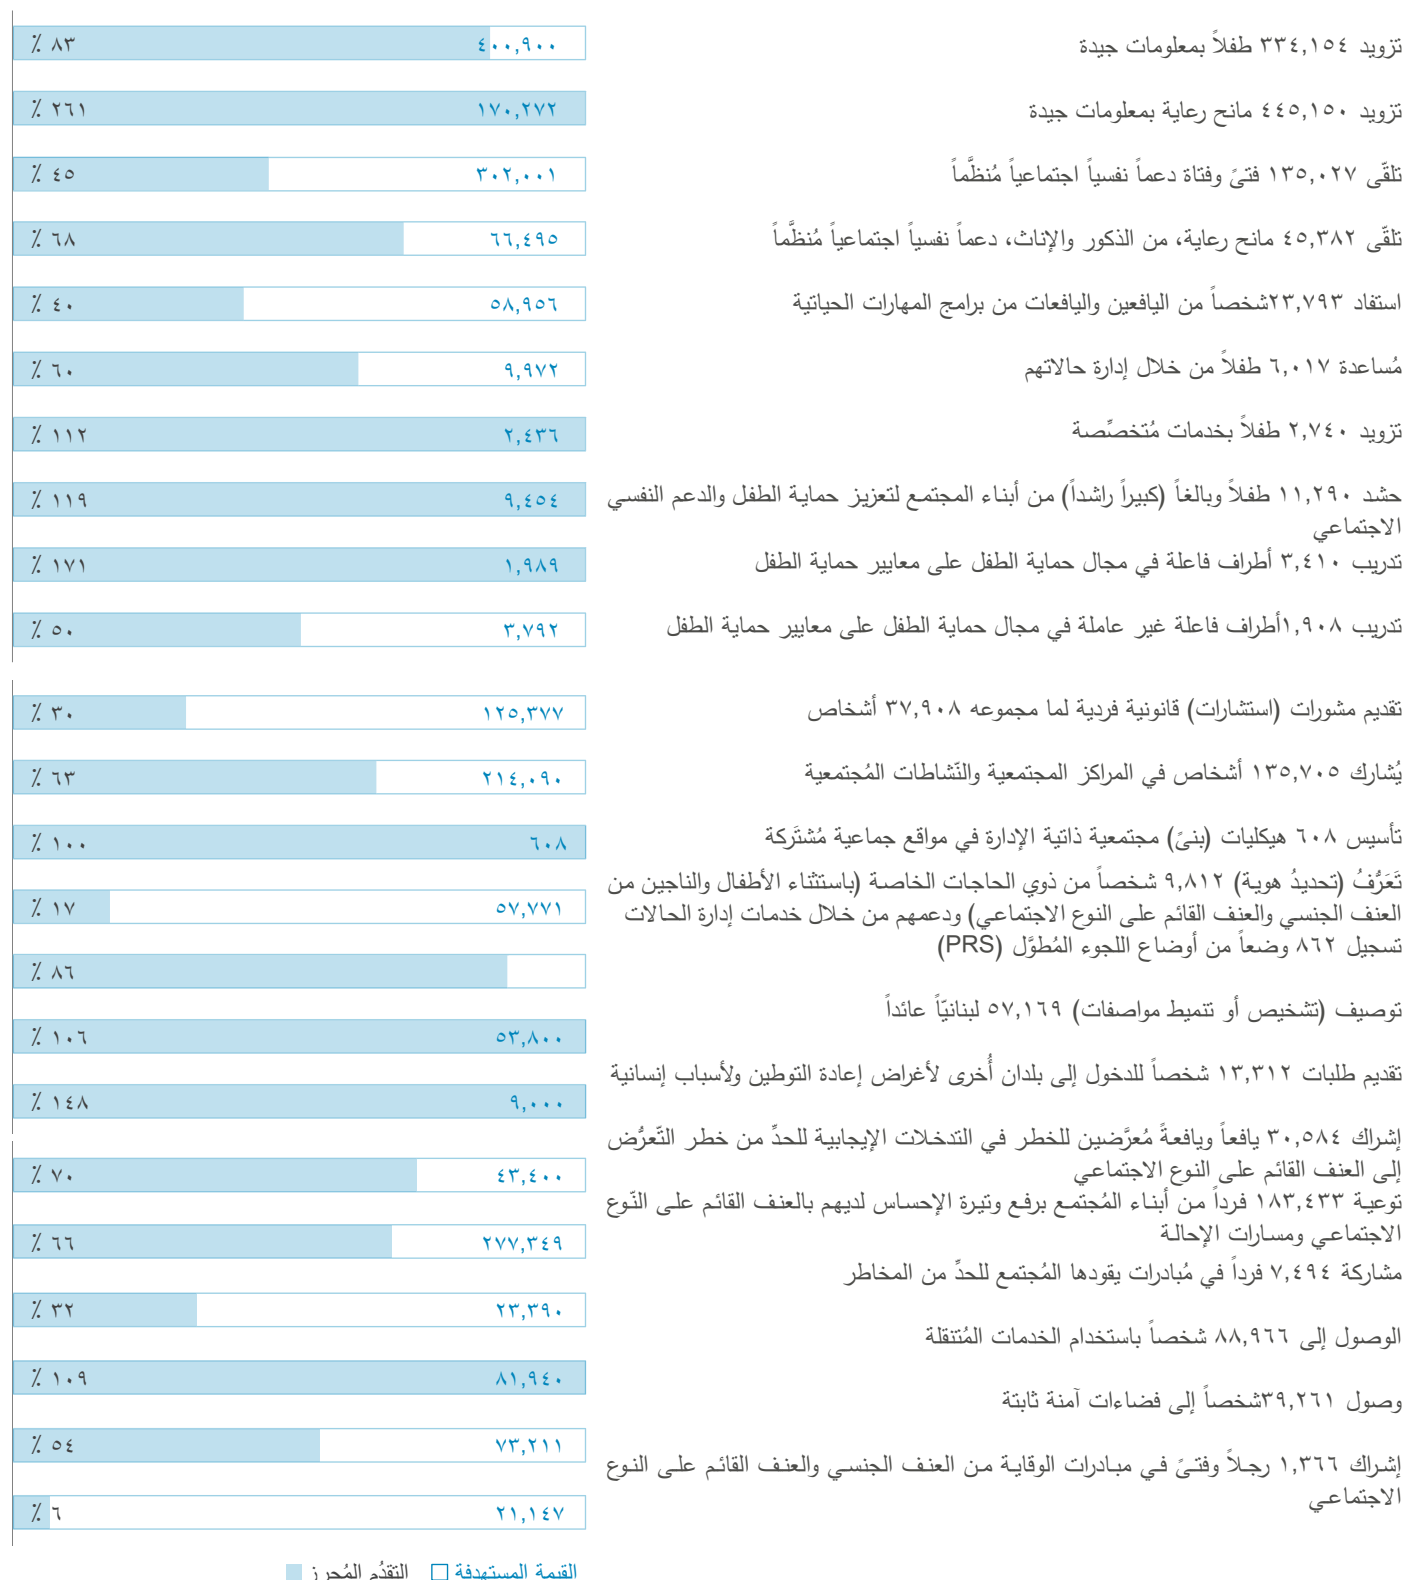 تزويد ٣٣٤,١٥٤ طفلاً بمعلومات جيدة
٤٠٠,٩٠٠
٨٣ ٪
تزويد ٤٤٥,١٥٠ مانح رعاية بمعلومات جيدة
١٧٠,٢٧٢
٢٦١ ٪
تلقّى ١٣٥,٠٢٧ فتىً وفتاة دعماً نفسياً اجتماعياً مُنظَّماً
٣٠٢,٠٠١
٤٥ ٪
تلقّى ٤٥,٣٨٢ مانح رعاية، من الذكور والإناث، دعماً نفسياً اجتماعياً مُنظَّماً
٦٦,٤٩٥
٦٨ ٪
استفاد ٢٣,٧٩٣شخصاً من اليافعين واليافعات من برامج المهارات الحياتية
٥٨,٩٥٦
٤٠ ٪
مُساعدة ٦,٠١٧ طفلاً من خلال إدارة حالاتهم
٩,٩٧٢
٦٠ ٪
تزويد ٢,٧٤٠ طفلاً بخدمات مُتخصِّصة
٢,٤٣٦
١١٢ ٪
حشد ١١,٢٩٠ طفلاً وبالغاً (كبيراً راشداً) من أبناء المجتمع لتعزيز حماية الطفل والدعم النفسي
الاجتماعي
٩,٤٥٤
١١٩ ٪
تدريب ٣,٤١٠ أطراف فاعلة في مجال حماية الطفل على معايير حماية الطفل
١,٩٨٩
١٧١ ٪
تدريب ١,٩٠٨أطراف فاعلة غير عاملة في مجال حماية الطفل على معايير حماية الطفل
٣,٧٩٢
٥٠ ٪
تقديم مشورات (استشارات) قانونية فردية لما مجموعه ٣٧,٩٠٨ أشخاص
١٢٥,٣٧٧
٣٠ ٪
يُشارك ١٣٥,٧٠٥ أشخاص في المراكز المجتمعية والنّشاطات المُجتمعية
٢١٤,٠٩٠
٦٣ ٪
تأسيس ٦٠٨ هيكليات (بنىً) مجتمعية ذاتية الإدارة في مواقع جماعية مُشتَركة
٦٠٨
١٠٠ ٪
تَعَرُّفُ (تحديدُ هوية) ٩,٨١٢ شخصاً من ذوي الحاجات الخاصة (باستثناء الأطفال والناجين من
العنف الجنسي والعنف القائم على النوع الاجتماعي) ودعمهم من خلال خدمات إدارة الحالات
٥٧,٧٧١
١٧ ٪
تسجيل ٨٦٢ وضعاً من أوضاع اللجوء المُطوَّل (PRS)
٨٦ ٪
توصيف (تشخيص أو تنميط مواصفات) ٥٧,١٦٩ لبنانيّاً عائداً
٥٣,٨٠٠
١٠٦ ٪
تقديم طلبات ١٣,٣١٢ شخصاً للدخول إلى بلدان أُخرى لأغراض إعادة التوطين ولأسباب إنسانية
٩,٠٠٠
١٤٨ ٪
إشراك ٣٠,٥٨٤ يافعاً ويافعةً مُعرَّضين للخطر في التدخلات الإيجابية للحدِّ من خطر التّعرُّض
إلى العنف القائم على النوع الاجتماعي
٤٣,٤٠٠
٧٠ ٪
توعية ١٨٣,٤٣٣ فرداً من أبناء المُجتمع برفع وتيرة الإحساس لديهم بالعنف القائم على النّوع
الاجتماعي ومسارات الإحالة
٢٧٧,٣٤٩
٦٦ ٪
مشاركة ٧,٤٩٤ فرداً في مُبادرات يقودها المُجتمع للحدِّ من المخاطر
٢٣,٣٩٠
٣٢ ٪
الوصول إلى ٨٨,٩٦٦ شخصاً باستخدام الخدمات المُتنقلة
٨١,٩٤٠
١٠٩ ٪
وصول ٣٩,٢٦١شخصاً إلى فضاءات آمنة ثابتة
٧٣,٢١١
٥٤ ٪
إشراك ١,٣٦٦ رجلاً وفتىً في مبادرات الوقاية من العنف الجنسي والعنف القائم على النوع
الاجتماعي
٢١,١٤٧
٦ ٪
القيمة المستهدفة
التقدُم المُحرز